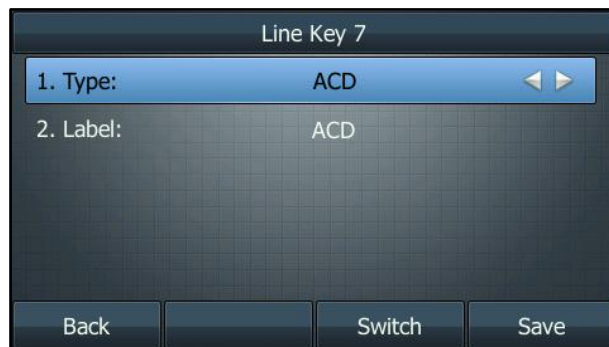 Line Key 7
1. Type: ACD
2. Label: ACD
Back Switch Save